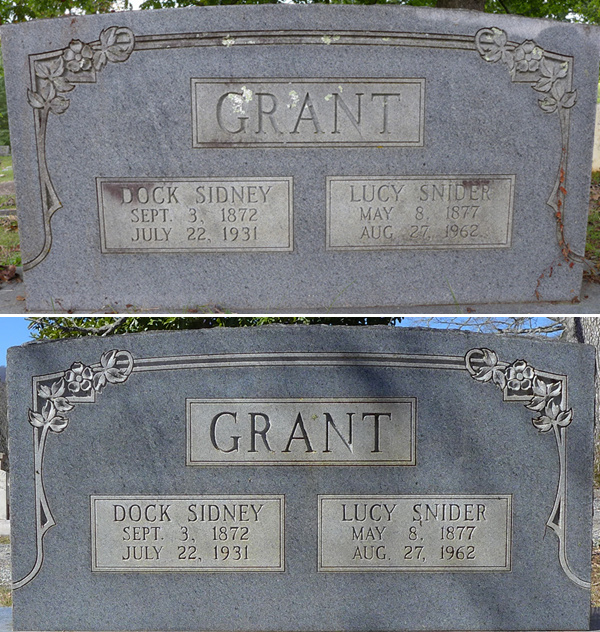 GRANT
DOCK SIDNEY
SEPT. 3, 1872
JULY 22, 1931
LUCY SNIDER
MAY 8, 1877
AUG. 27, 1962
GRANT
DOCK SIDNEY
SEPT. 3, 1872
JULY 22, 1931
LUCY SNIDER
MAY 8, 1877
AUG. 27, 1962